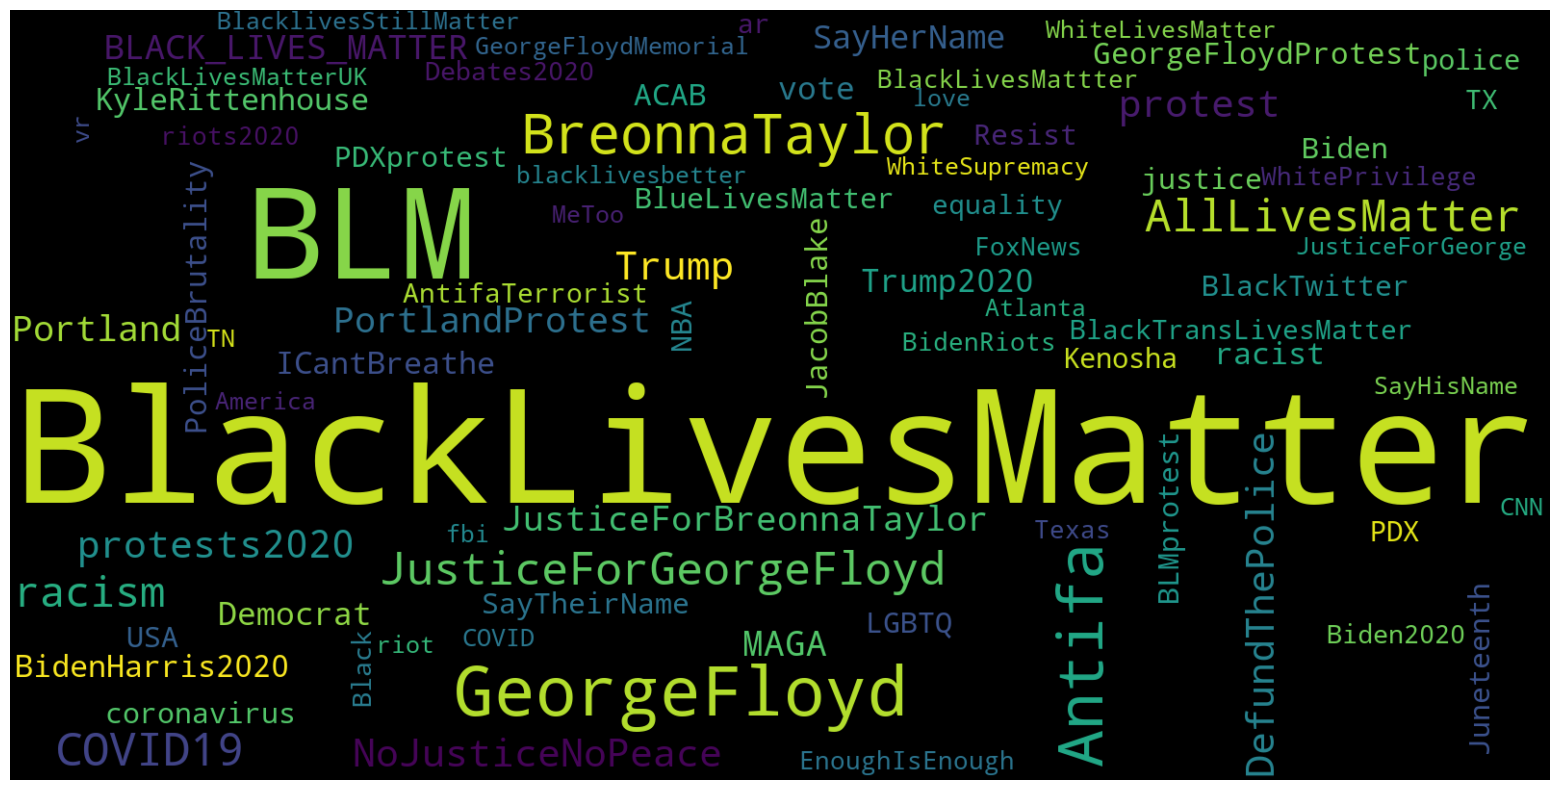 BlacklivesStillMatter
ar
WhiteLivesMatter
BLACK_LIVES_MATTER
GeorgeFloydMemorial
SayHerName
GeorgeFloydProtest
police
BlackLivesMatterUK
Debates2020
BlackLivesMattter
KyleRittenhouse
ACAB
vote
love
protest
TX
vr
riots2020
BreonnaTaylor
Resist
PDXprotest
WhiteSupremacy
Biden
blacklivesbetter
justice
WhitePrivilege
PoliceBrutality
BLM
MeToo
BlueLivesMatter
equality
AllLivesMatter
FoxNews
JusticeForGeorge
Trump
JacobBlake
Trump2020
BlackTwitter
AntifaTerrorist
Atlanta
Portland
TN
PortlandProtest
NBA
BidenRiots
BlackTransLivesMatter
ICantBreathe
Kenosha
racist
America
SayHisName
BlackLivesMatter
JusticeForBreonnaTaylor
CNN
fbi
Texas
BLMprotest
PDX
protests2020
JusticeForGeorgeFloyd
Antifa
DefundThePolice
racism
Democrat
SayTheirName
LGBTQ
Juneteenth
USA
Black
riot
COVID
MAGA
Biden2020
BidenHarris2020
GeorgeFloyd
coronavirus
COVID19
NoJusticeNoPeace
EnoughIsEnough